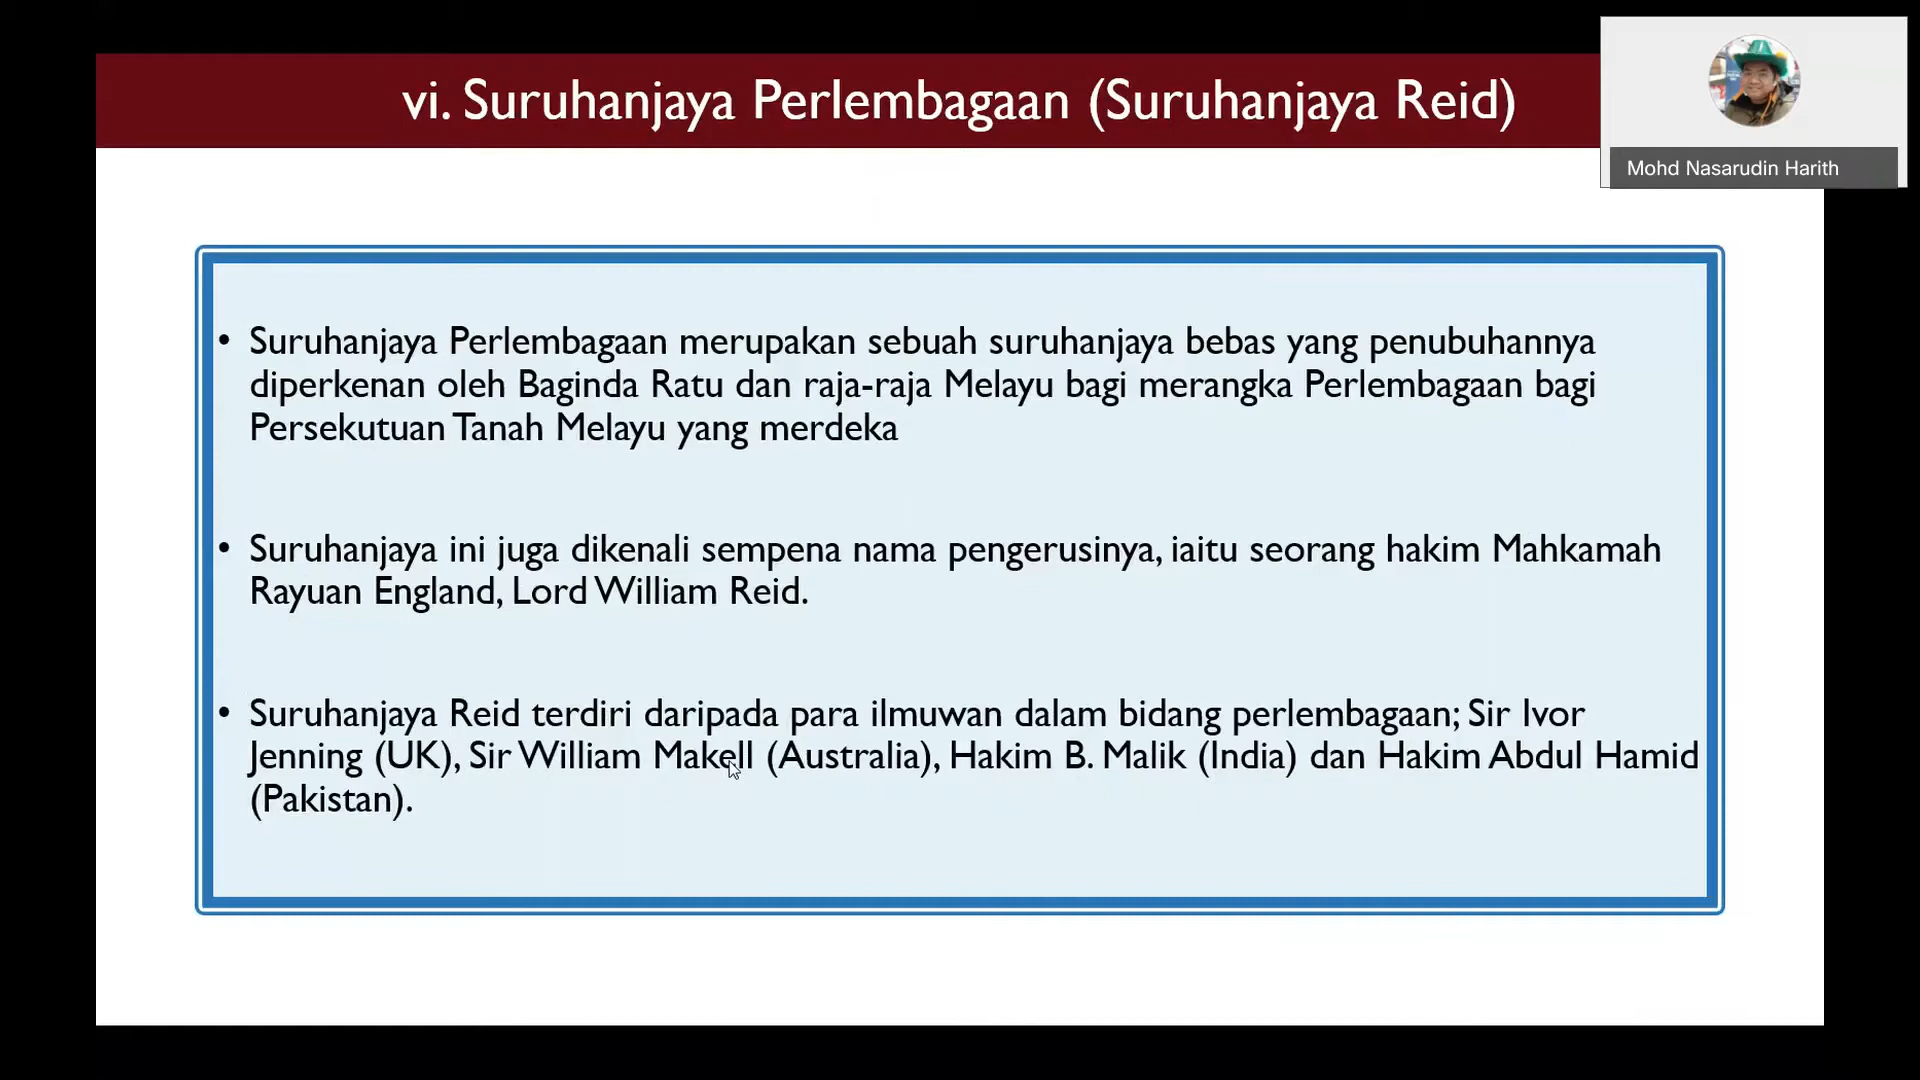 vi. Suruhanjaya Perlembagaan (Suruhanjaya Reid)
Mohd Nasarudin Harith
• Suruhanjaya Perlembagaan merupakan sebuah suruhanjaya bebas yang penubuhannya
diperkenan oleh Baginda Ratu dan raja-raja Melayu bagi merangka Perlembagaan bagi
Persekutuan Tanah Melayu yang merdeka
• Suruhanjaya ini juga dikenali sempena nama pengerusinya, iaitu seorang hakim Mahkamah
Rayuan England, Lord William Reid.
• Suruhanjaya Reid terdiri daripada para ilmuwan dalam bidang perlembagaan; Sir Ivor
Jenning (UK), Sir William Makell (Australia), Hakim B. Malik (India) dan Hakim Abdul Hamid
(Pakistan).